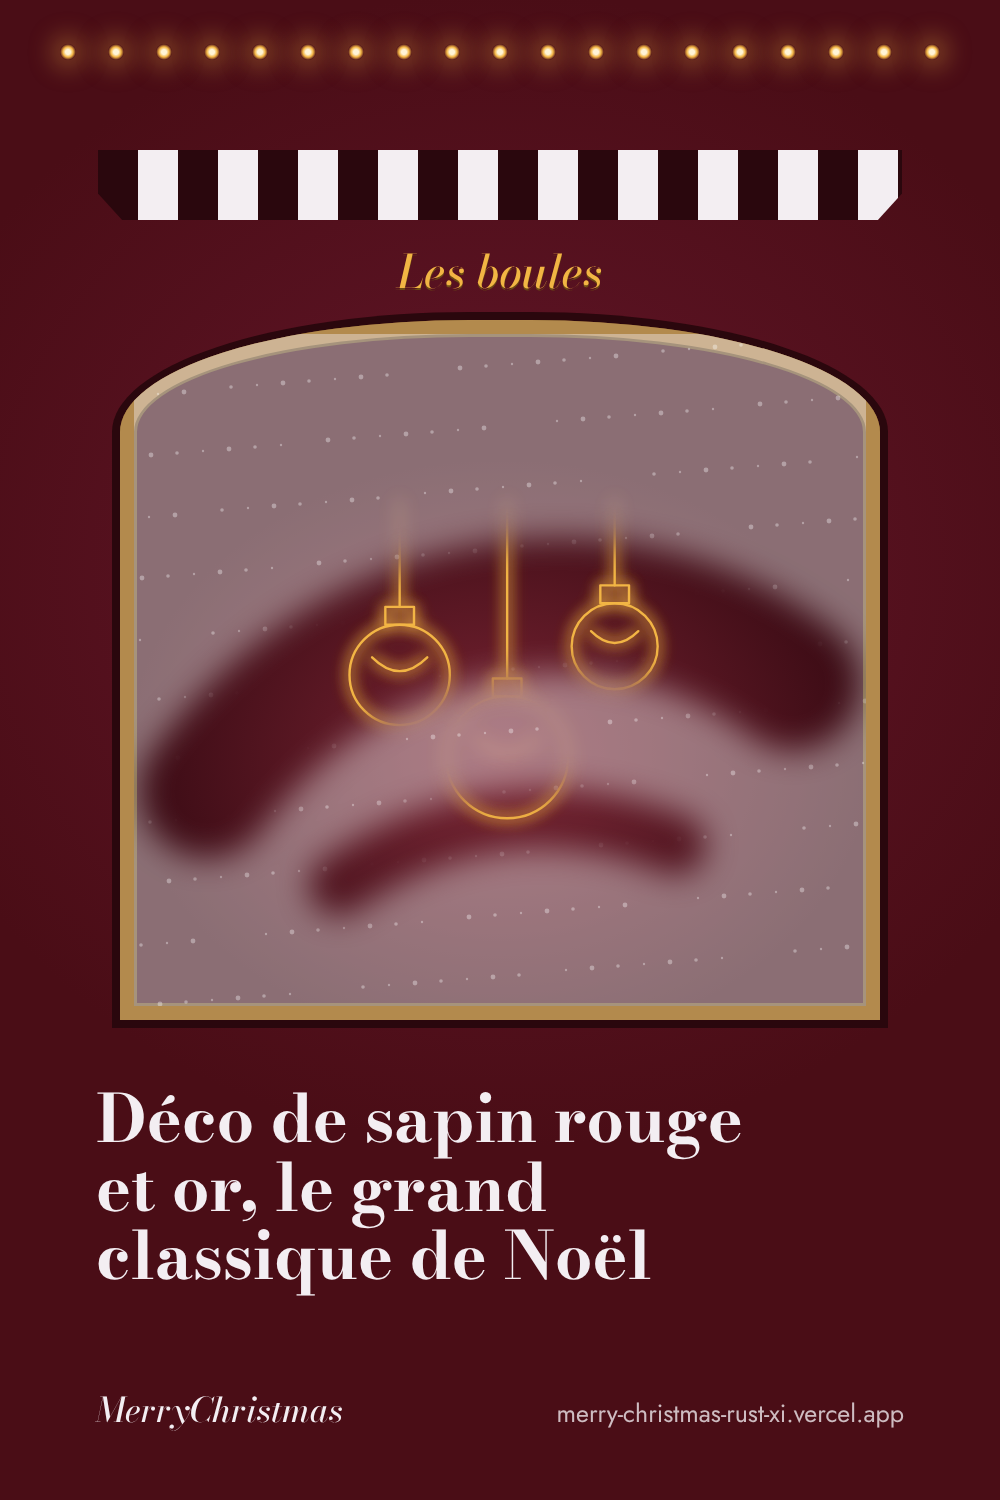 Les boules
Déco de sapin rouge
et or, le grand
classique de Noël
MerryChristmas
merry-christmas-rust-xi.vercel.app